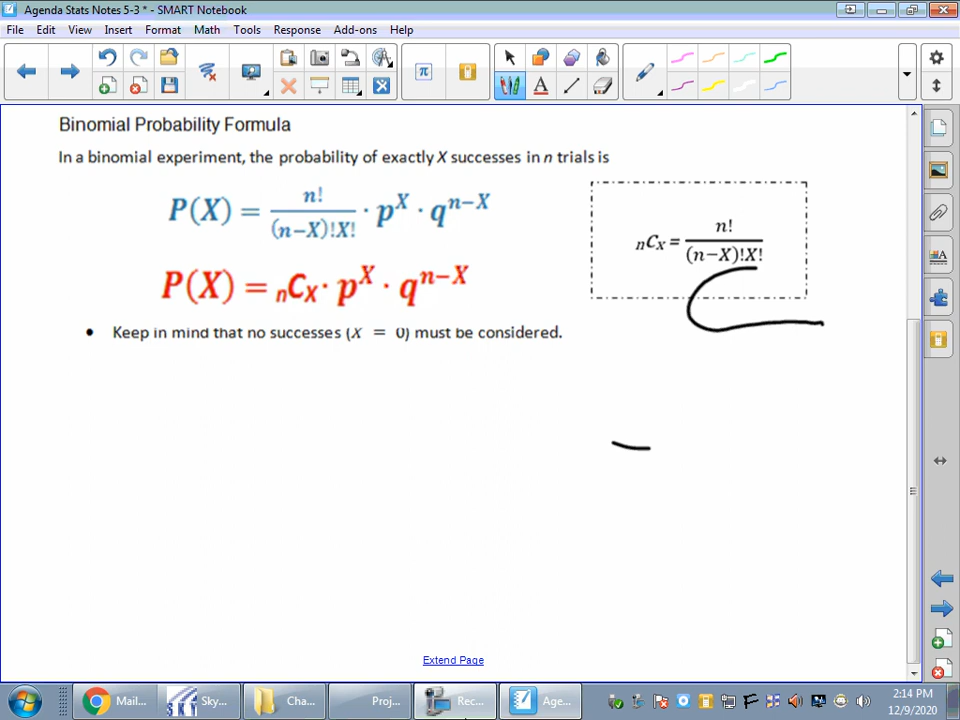 Agenda Stats Notes 5-3 * - SMART Notebook
File Edit View Insert Format Math Tools Response Add-ons Help
Binomial Probability Formula
In a binomial experiment, the probability of exactly X successes in n trials is
P(X) = n! / (n−X)!X! · p^X · q^n−X
nCX = n! / (n−X)!X!
P(X) = nCX · p^X · q^n−X
• Keep in mind that no successes (X = 0) must be considered.
Extend Page
Mail... Sky... Cha... Proj... Rec... Age...
2:14 PM
12/9/2020